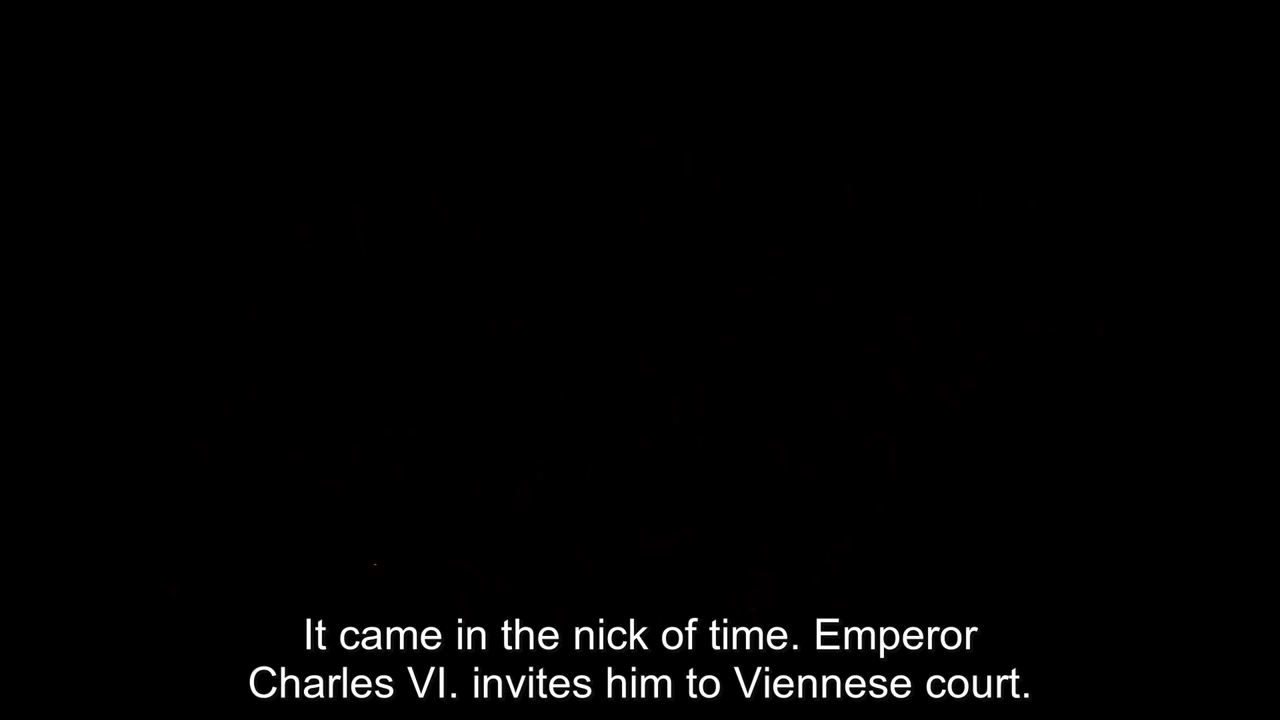 It came in the nick of time. Emperor
Charles VI. invites him to Viennese court.